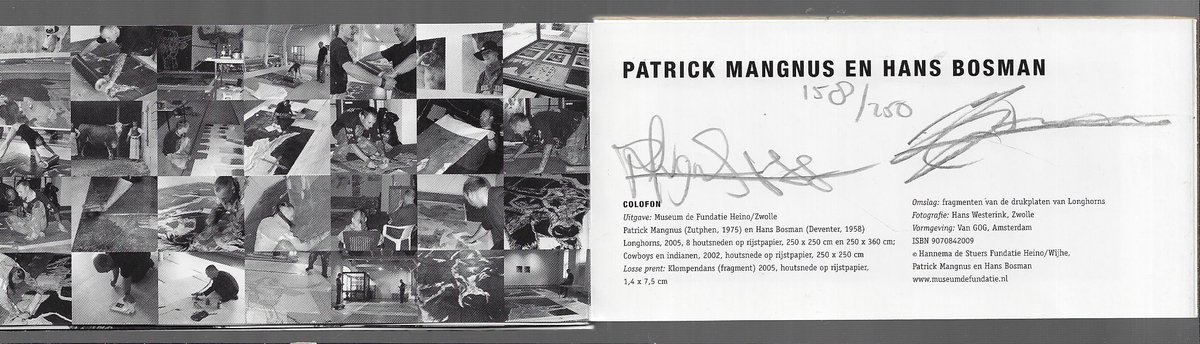 PATRICK MANGNUS EN HANS BOSMAN
158/250
COLOFON
Uitgave: Museum de Fundatie Heino/Zwolle
Patrick Mangnus (Zutphen, 1975) en Hans Bosman (Deventer, 1958)
Longhorns, 2005, 8 houtsneden op rijstpapier, 250 x 250 cm en 250 x 360 cm;
Cowboys en indianen, 2002, houtsnede op rijstpapier, 250 x 250 cm
Losse prent: Klompendans (fragment) 2005, houtsnede op rijstpapier,
1,4 x 7,5 cm
Omslag: fragmenten van de drukplaten van Longhorns
Fotografie: Hans Westerink, Zwolle
Vormgeving: Van GOG, Amsterdam
ISBN 9070842009
© Hannema de Stuers Fundatie Heino/Wijhe,
Patrick Mangnus en Hans Bosman
www.museumdefundatie.nl